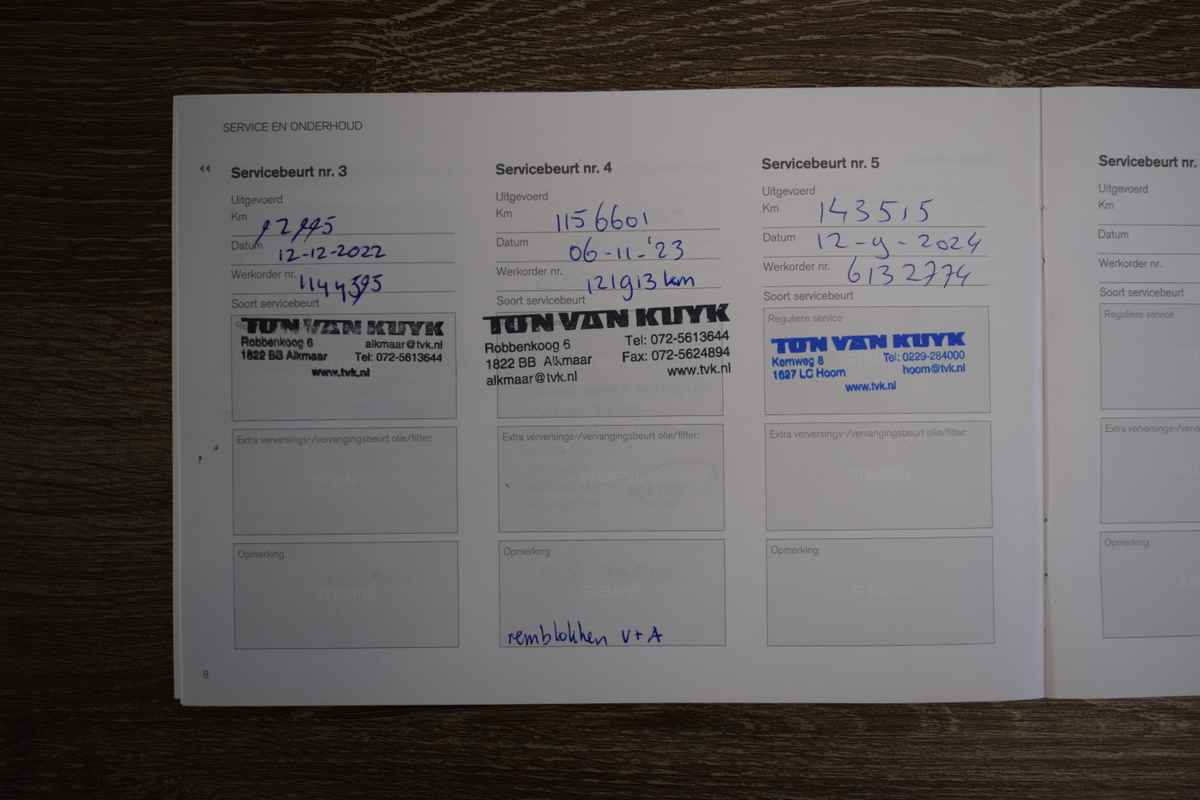 SERVICE EN ONDERHOUD
«
Servicebeurt nr. 3
Uitgevoerd
Km
Datum 12-12-2022
Werkorder nr. 1144395
Soort servicebeurt
TON VAN KUYK
Robbenkoog 6 alkmaar@tvk.nl
1822 BB Alkmaar Tel: 072-5613644
www.tvk.nl
Extra verversings-/vervangingsbeurt olie/filter:
Opmerking
8
Servicebeurt nr. 4
Uitgevoerd
Km 1156601
Datum 06-11-'23
Werkorder nr. 121913 km
Soort servicebeurt
TON VAN KUYK
Robbenkoog 6 Tel: 072-5613644
1822 BB Alkmaar Fax: 072-5624894
alkmaar@tvk.nl www.tvk.nl
Extra verversings-/vervangingsbeurt olie/filter:
Opmerking
remblokken V+A
Servicebeurt nr. 5
Uitgevoerd
Km 143515
Datum 12-9-2024
Werkorder nr. 6132774
Soort servicebeurt
Reguliere service
TON VAN KUYK
Kernweg 8 Tel: 0229-284000
1627 LC Hoorn hoorn@tvk.nl
www.tvk.nl
Extra verversings-/vervangingsbeurt olie/filter:
Opmerking
Servicebeurt nr.
Uitgevoerd
Km
Datum
Werkorder nr.
Soort servicebeurt
Reguliere service
Extra verversings-/verva
Opmerking